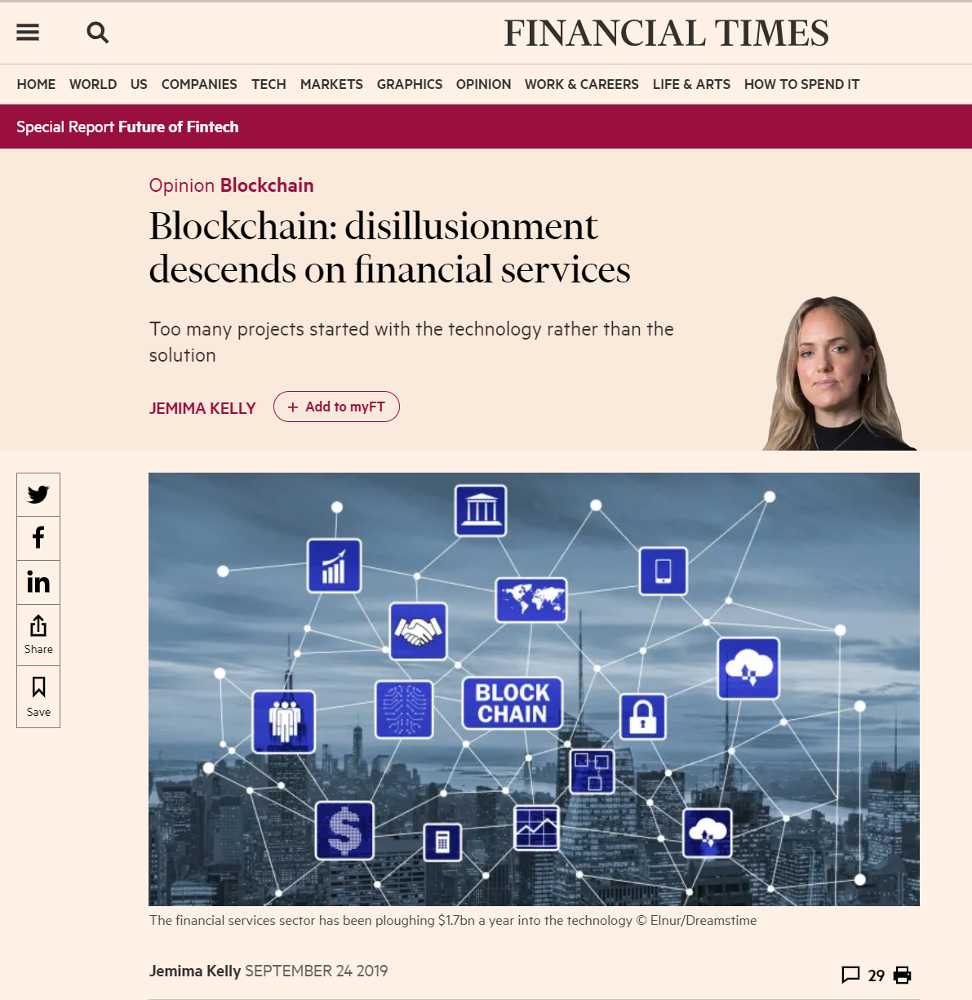 FINANCIAL TIMES
HOME WORLD US COMPANIES TECH MARKETS GRAPHICS OPINION WORK & CAREERS LIFE & ARTS HOW TO SPEND IT
Special Report Future of Fintech
Opinion Blockchain
Blockchain: disillusionment
descends on financial services
Too many projects started with the technology rather than the
solution
JEMIMA KELLY + Add to myFT
Share
Save
BLOCK
CHAIN
The financial services sector has been ploughing $1.7bn a year into the technology © Elnur/Dreamstime
Jemima Kelly SEPTEMBER 24 2019
29